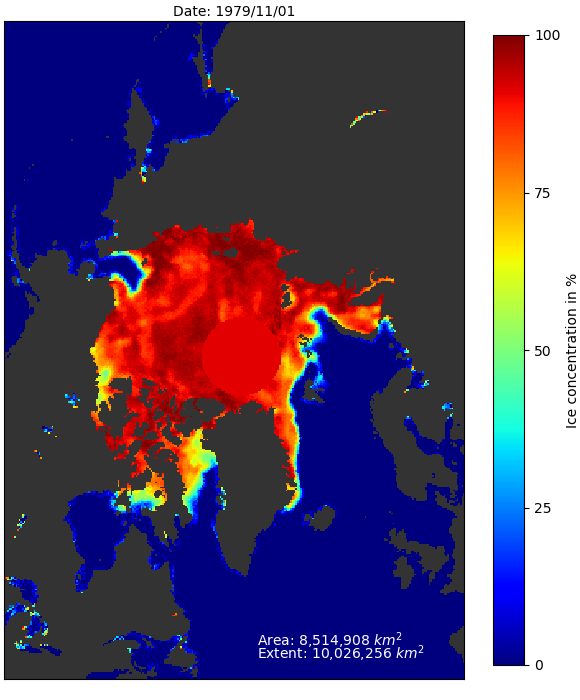 Date: 1979/11/01
100
75
50
25
0
Ice concentration in %
Area: 8,514,908 km²
Extent: 10,026,256 km²